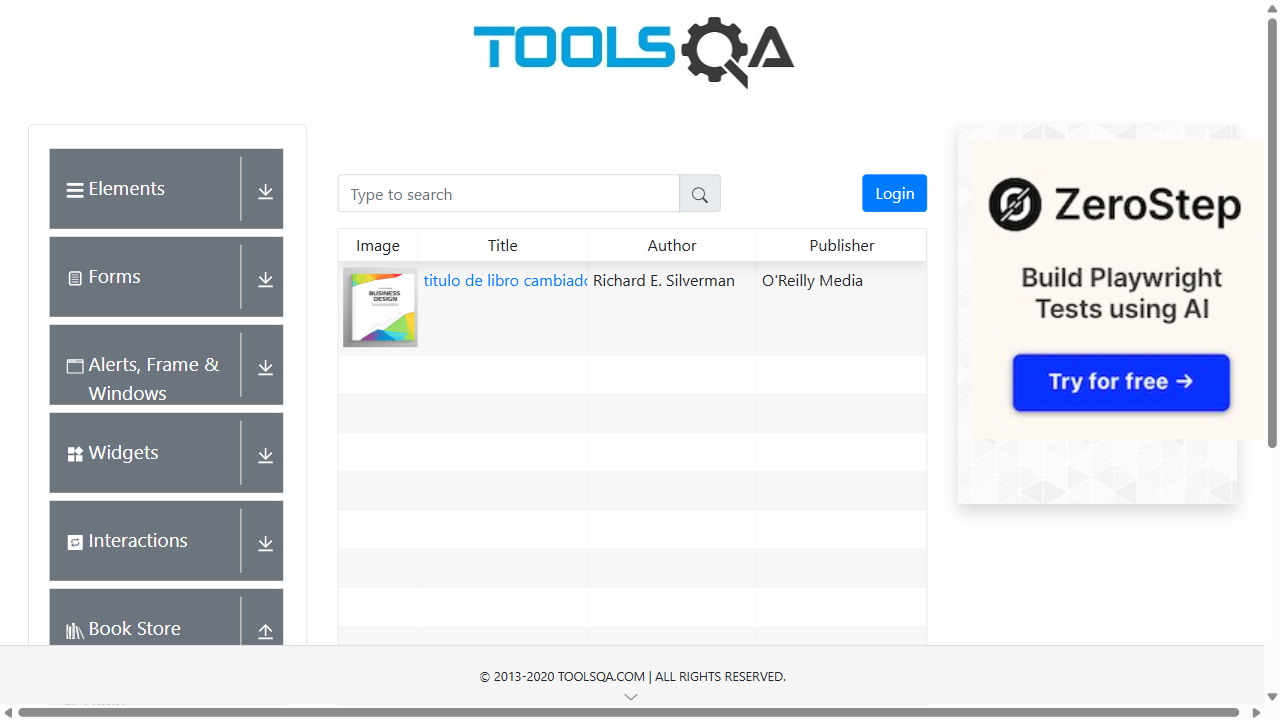 TOOLSQA
Elements
Forms
Alerts, Frame &
Windows
Widgets
Interactions
Book Store
Type to search
Login
Image Title Author Publisher
BUSINESS
DESIGN
titulo de libro cambiado Richard E. Silverman O'Reilly Media
ZeroStep
Build Playwright
Tests using AI
Try for free →
© 2013-2020 TOOLSQA.COM | ALL RIGHTS RESERVED.